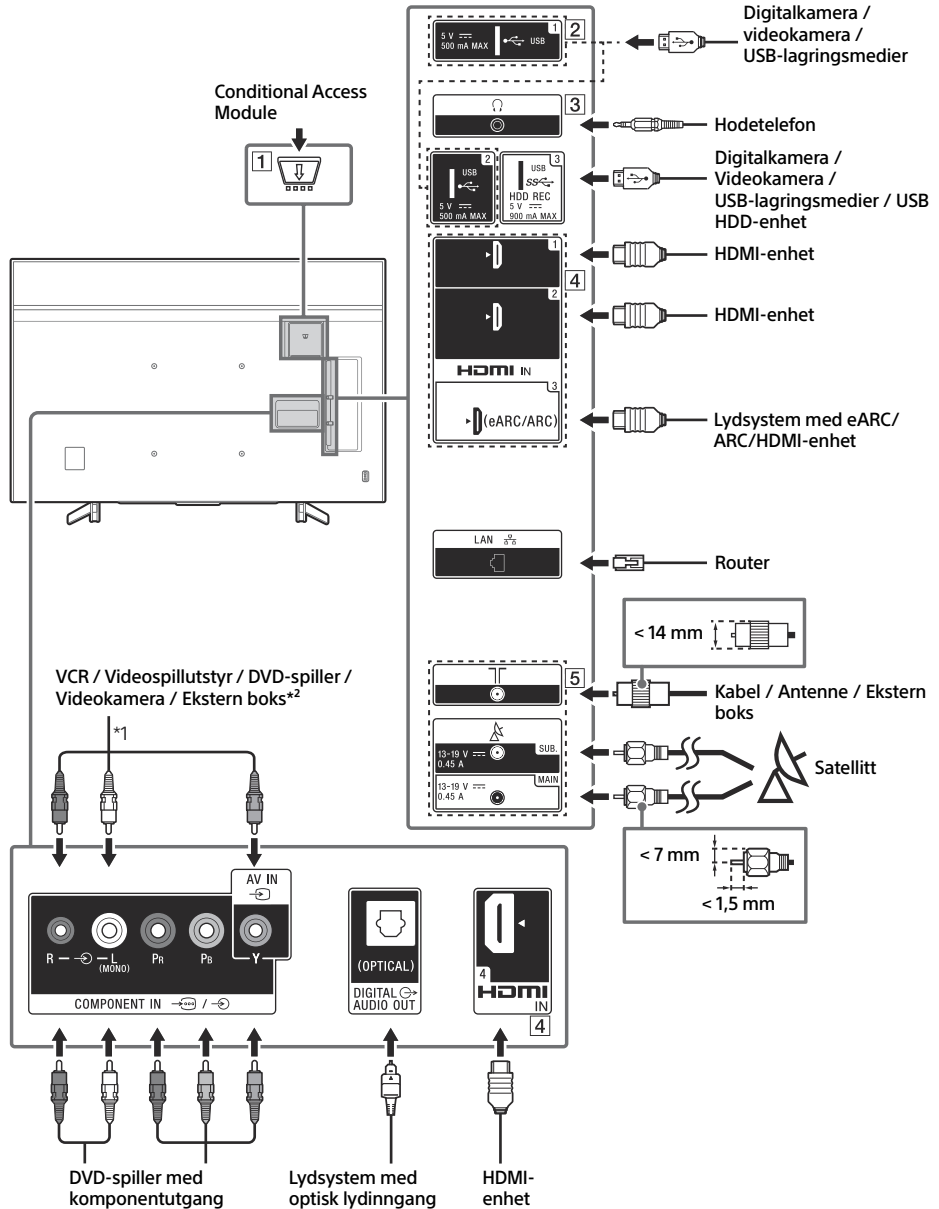 Digitalkamera /
videokamera /
USB-lagringsmedier
5 V
500 mA MAX
USB
1
2
Conditional Access
Module
1
3
Hodetelefon
2
USB
5 V
500 mA MAX
3
USB
SS
HDD REC
5 V
900 mA MAX
Digitalkamera /
Videokamera /
USB-lagringsmedier / USB
HDD-enhet
1
HDMI-enhet
4
2
HDMI-enhet
HDMI IN
3
(eARC/ARC)
Lydsystem med eARC/
ARC/HDMI-enhet
LAN
Router
< 14 mm
5
Kabel / Antenne / Ekstern
boks
13-19 V
0.45 A
SUB.
MAIN
13-19 V
0.45 A
Satellitt
< 7 mm
< 1,5 mm
VCR / Videospillutstyr / DVD-spiller /
Videokamera / Ekstern boks*2
*1
AV IN
R
L
(MONO)
PR
PB
Y
COMPONENT IN /
(OPTICAL)
DIGITAL
AUDIO OUT
4
HDMI
IN
4
DVD-spiller med
komponentutgang
Lydsystem med
optisk lydinngang
HDMI-
enhet